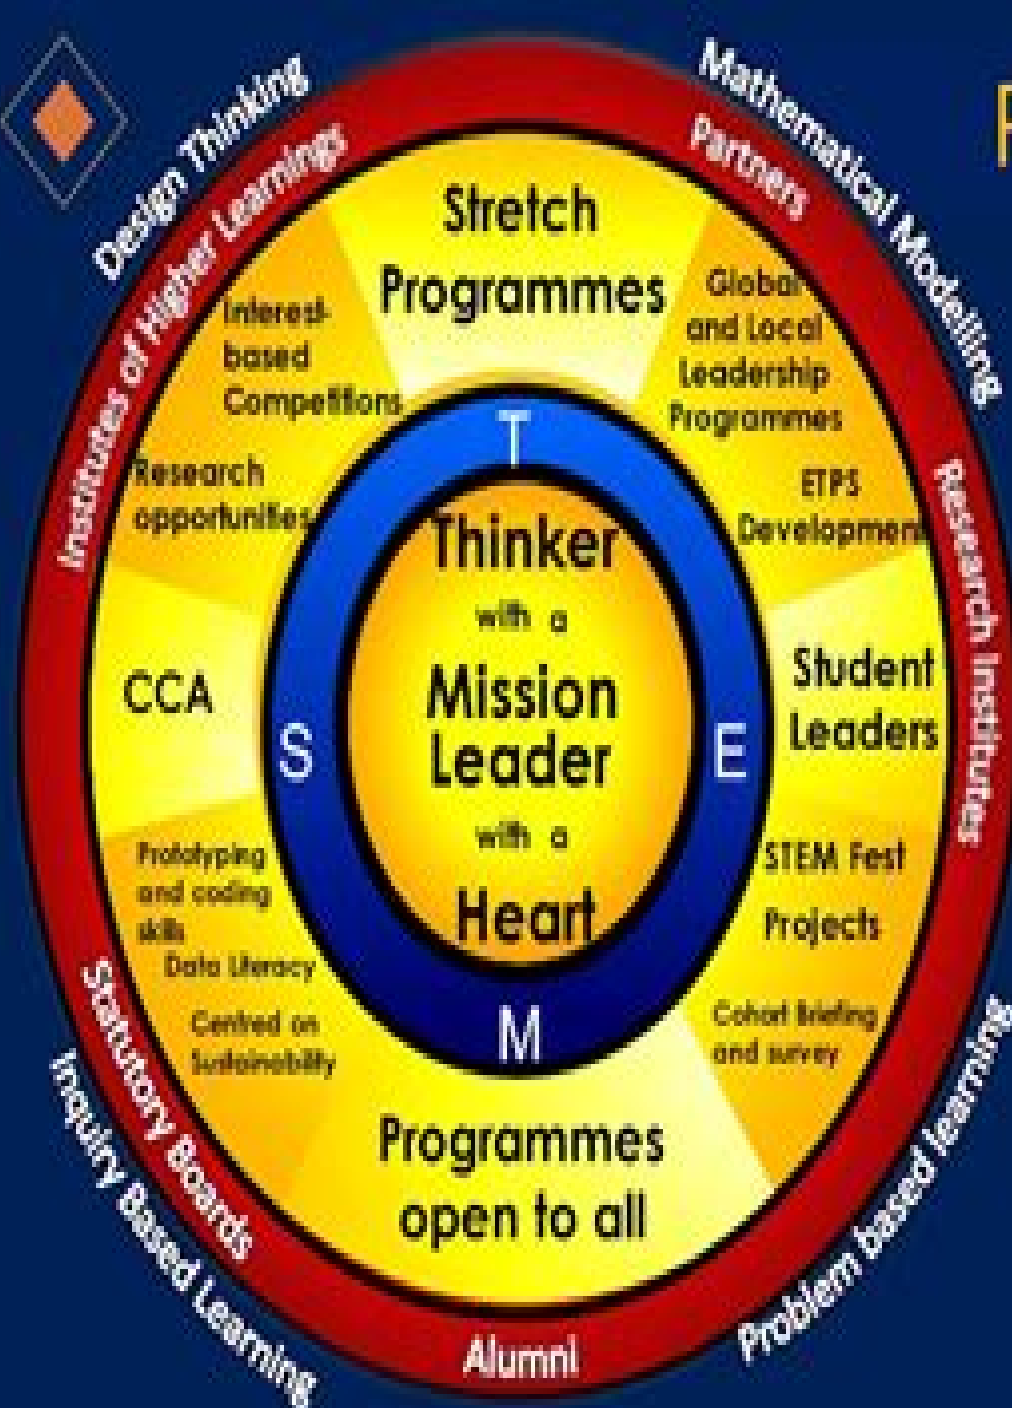 Design Thinking
Mathematical Modelling
Institutes of Higher Learnings
Partners
Stretch
Programmes
Interest-
based
Competitions
Research
opportunities
Global
and Local
Leadership
Programmes
ETPS
Development
T
Thinker
with a
Mission
Leader
with a
Heart
S
E
M
CCA
Student
Leaders
Research Institutes
Prototyping
and coding
skills
Data Literacy
Centred on
Sustainability
STEM Fest
Projects
Cohort Briefing
and survey
Programmes
open to all
Statutory Boards
Alumni
Inquiry Based Learning
Problem based learning